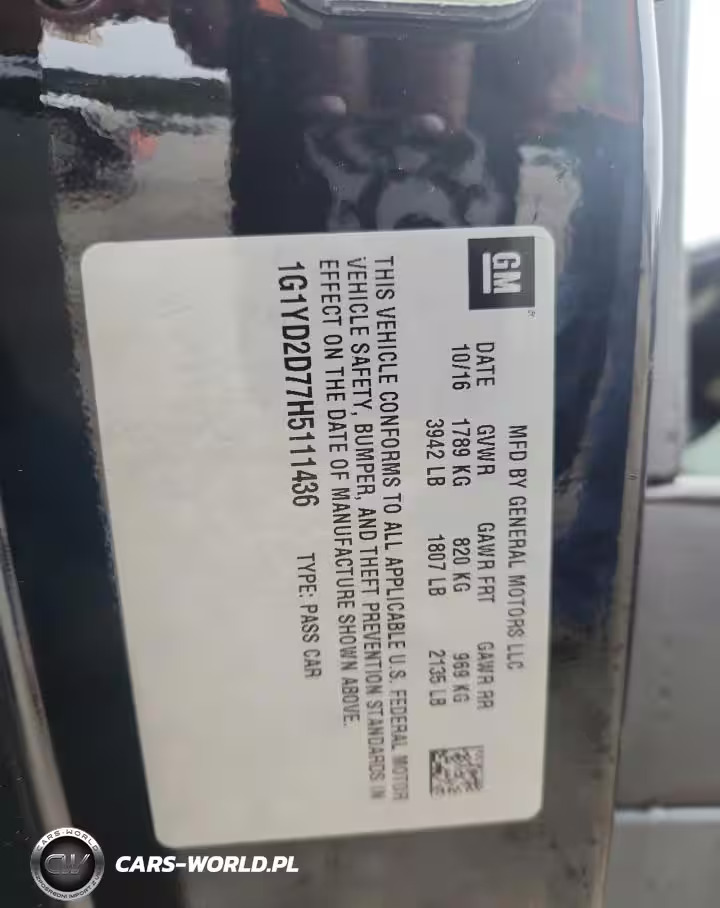 GM
MFD BY GENERAL MOTORS LLC
DATE GVWR GAWR FRT GAWR RR
10/16 1789 KG 820 KG 969 KG
3942 LB 1807 LB 2135 LB
THIS VEHICLE CONFORMS TO ALL APPLICABLE U.S. FEDERAL MOTOR
VEHICLE SAFETY, BUMPER, AND THEFT PREVENTION STANDARDS IN
EFFECT ON THE DATE OF MANUFACTURE SHOWN ABOVE.
1G1YD2D77H5111436 TYPE: PASS CAR
CARS-WORLD
CW
CARS-WORLD.PL